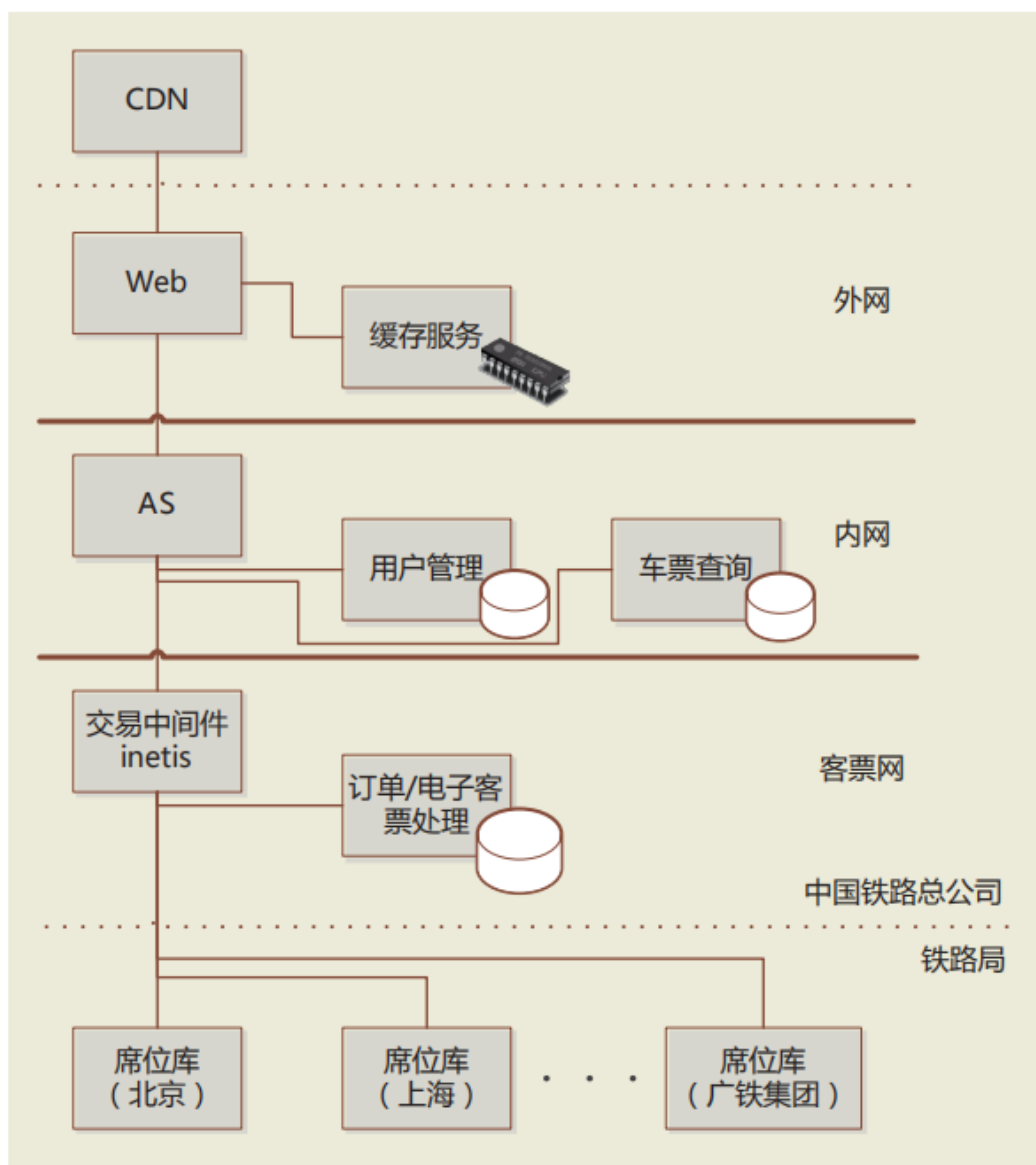 CDN
Web
缓存服务
外网
AS
用户管理
车票查询
内网
交易中间件
inetis
订单/电子客
票处理
客票网
中国铁路总公司
铁路局
席位库
（北京）
席位库
（上海）
· · ·
席位库
（广铁集团）